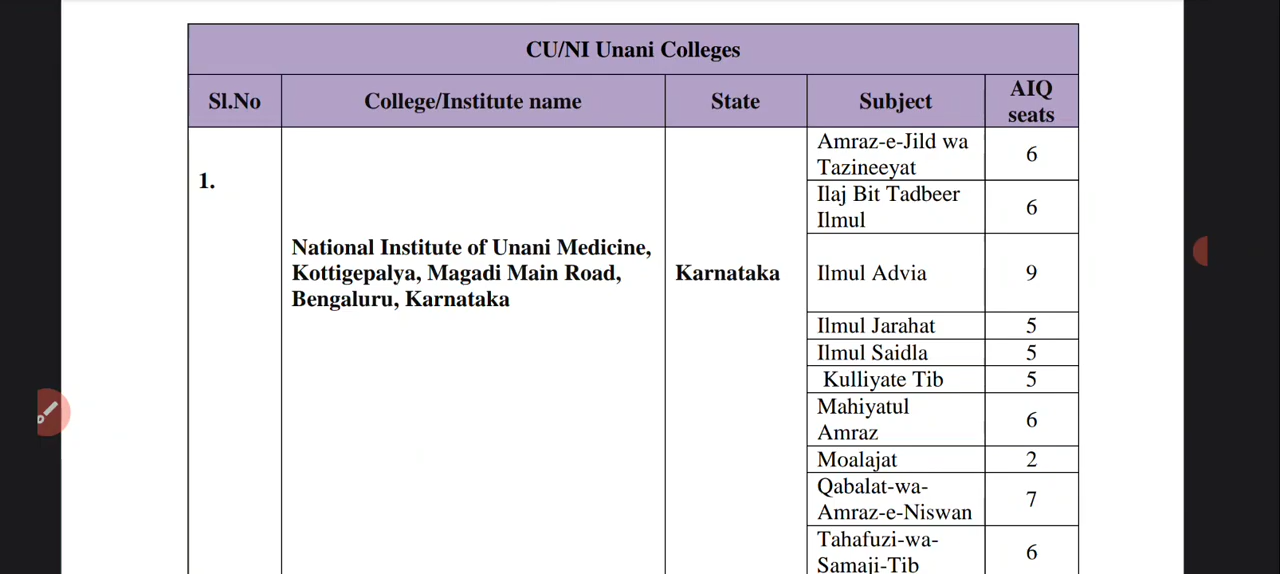 CU/NI Unani Colleges
Sl.No College/Institute name State Subject AIQ
seats
1.
National Institute of Unani Medicine,
Kottigepalya, Magadi Main Road,
Bengaluru, Karnataka
Karnataka
Amraz-e-Jild wa
Tazineeyat
6
Ilaj Bit Tadbeer
Ilmul
6
Ilmul Advia 9
Ilmul Jarahat 5
Ilmul Saidla 5
Kulliyate Tib 5
Mahiyatul
Amraz
6
Moalajat 2
Qabalat-wa-
Amraz-e-Niswan
7
Tahafuzi-wa-
Samaji-Tib
6